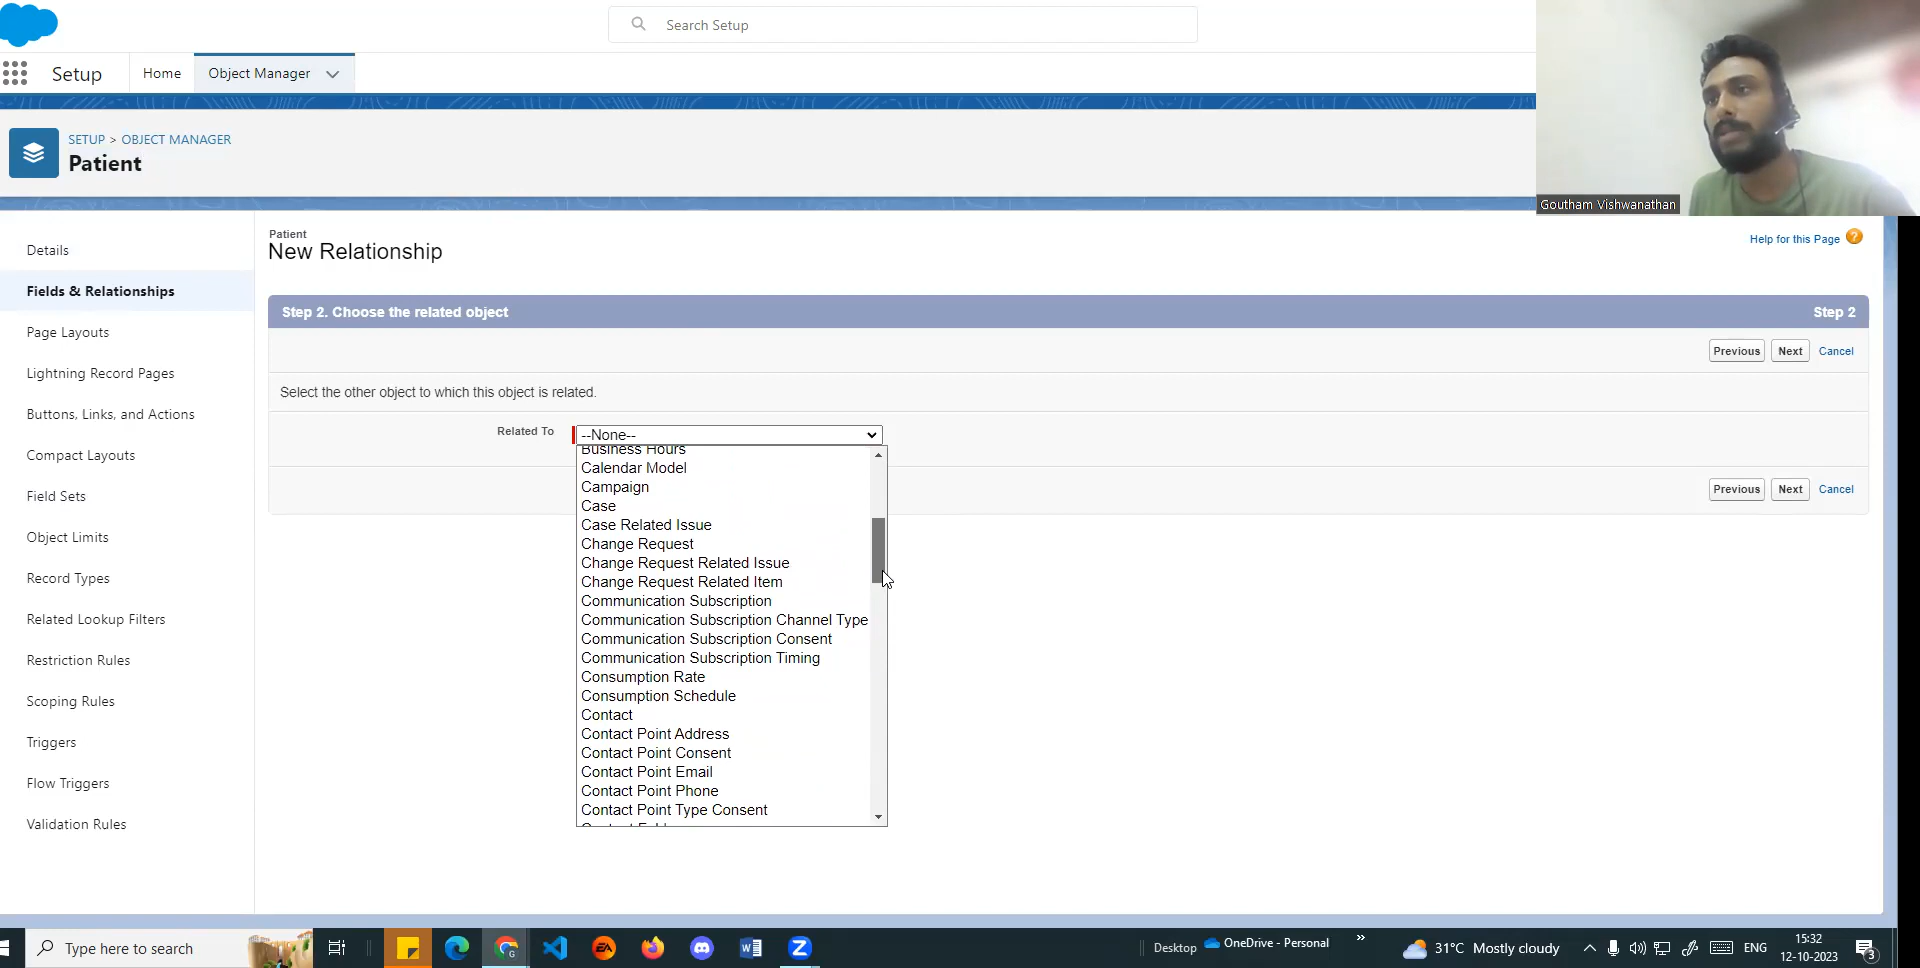 Search Setup
Setup
Home
Object Manager
SETUP > OBJECT MANAGER
Patient
Goutham Vishwanathan
Details
Fields & Relationships
Page Layouts
Lightning Record Pages
Buttons, Links, and Actions
Compact Layouts
Field Sets
Object Limits
Record Types
Related Lookup Filters
Restriction Rules
Scoping Rules
Triggers
Flow Triggers
Validation Rules
Patient
New Relationship
Help for this Page ?
Step 2. Choose the related object
Step 2
Previous
Next
Cancel
Select the other object to which this object is related.
Related To
--None--
Business Hours
Calendar Model
Campaign
Case
Case Related Issue
Change Request
Change Request Related Issue
Change Request Related Item
Communication Subscription
Communication Subscription Channel Type
Communication Subscription Consent
Communication Subscription Timing
Consumption Rate
Consumption Schedule
Contact
Contact Point Address
Contact Point Consent
Contact Point Email
Contact Point Phone
Contact Point Type Consent
Previous
Next
Cancel
Type here to search
Desktop
OneDrive - Personal
31°C Mostly cloudy
ENG
15:32
12-10-2023
3